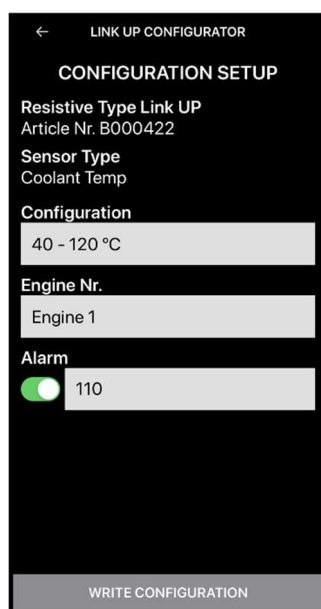 ← LINK UP CONFIGURATOR
CONFIGURATION SETUP
Resistive Type Link UP
Article Nr. B000422
Sensor Type
Coolant Temp
Configuration
40 - 120 °C
Engine Nr.
Engine 1
Alarm
110
WRITE CONFIGURATION